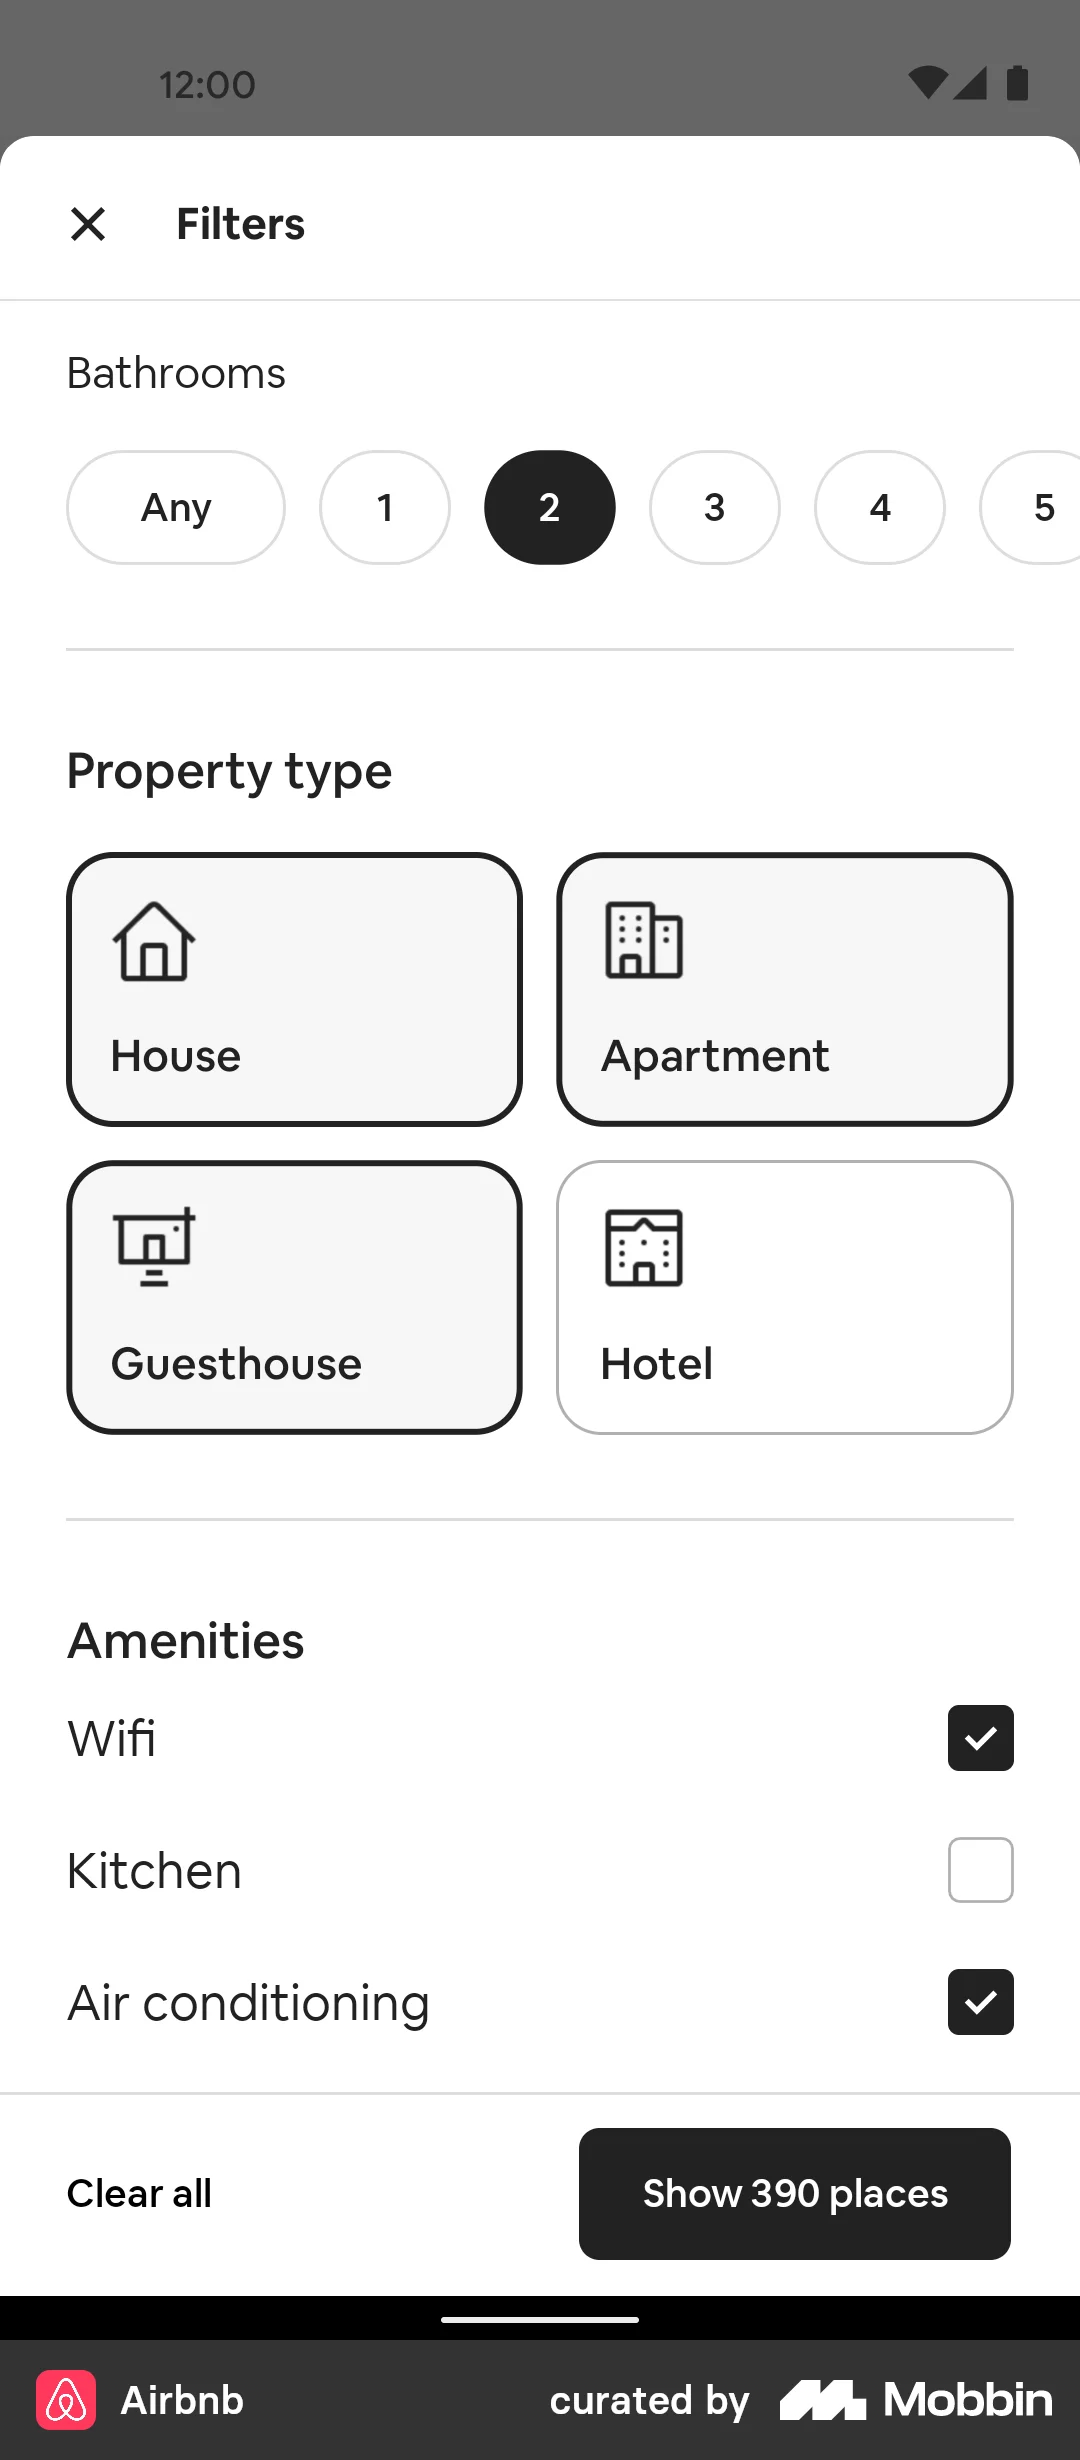 12:00
Filters
Bathrooms
Any 1 2 3 4 5
Property type
House Apartment
Guesthouse Hotel
Amenities
Wifi
Kitchen
Air conditioning
Clear all Show 390 places
Airbnb curated by Mobbin